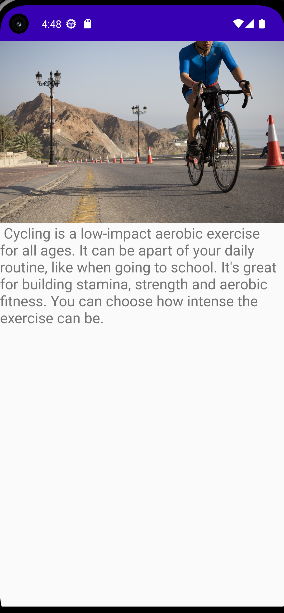 4:48
Cycling is a low-impact aerobic exercise
for all ages. It can be apart of your daily
routine, like when going to school. It's great
for building stamina, strength and aerobic
fitness. You can choose how intense the
exercise can be.